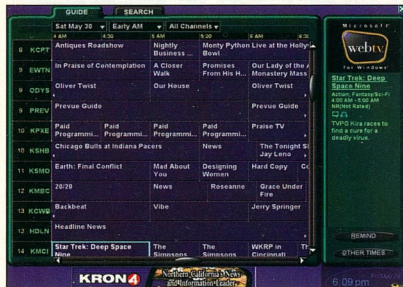 GUIDE SEARCH
Sat May 30 Early AM All Channels
Microsoft
webtv
for Windows
4 AM 4:30 5 AM 5:30 6 AM 6:30
8 KCPT Antiques Roadshow Nightly Business ... Monty Python Live at the Hollyw Bowl
9 EWTN In Praise of Contemplation A Closer Walk Promises From His H... Our Lady of the A Monastery Mass
9 ODYS Oliver Twist Our House Oliver Twist
9 PREV Prevue Guide Prevue Guide
10 KPXE Paid Programmi... Paid Programmi... Paid Programmi... Paid Programmi... Praise TV
10 KSHB Chicago Bulls at Indiana Pacers News The Tonight S Jay Leno
11 KSMO Earth: Final Conflict Mad About You Designing Women Hard Copy
12 KMBC 20/20 News Roseanne Grace Under Fire
13 KCWB Backbeat Vibe Jerry Springer
13 HDLN Headline News
14 KMCI Star Trek: Deep Space Nine The Simpsons The Simpsons WKRP in Cincinnati
Star Trek: Deep
Space Nine
Action, Fantasy/Sci-Fi
4:00 AM - 5:00 AM
NR(Not Rated)
TVPG Kira races to
find a cure for a
deadly virus.
REMIND
OTHER TIMES
KRON 4
Northern California's News
and Information Leader
6:09 pm